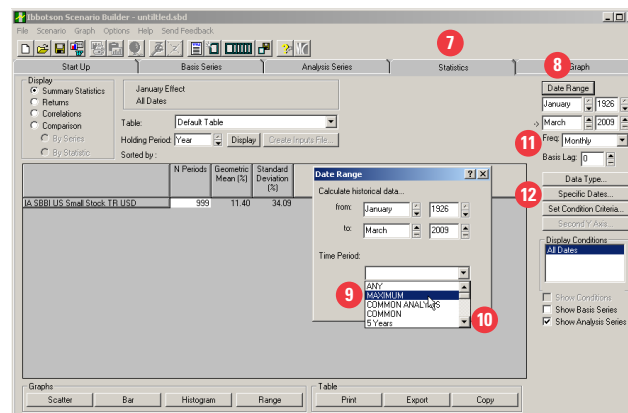 Ibbotson Scenario Builder - untitled.sbd
File Scenario Graph Options Help Send Feedback
7
Start Up Basis Series Analysis Series Statistics Graph
8
Display
Summary Statistics
Returns
Correlations
Comparison
By Series
By Statistic
January Effect
All Dates
Table: Default Table
Holding Period: Year Display Create Inputs File...
Sorted by :
Date Range
January 1926
-> March 2009
11
Freq: Monthly
Basis Lag: 0
Data Type...
12
Specific Dates...
Set Condition Criteria...
Second Y Axis...
Display Conditions
All Dates
Show Conditions
Show Basis Series
Show Analysis Series
N Periods Geometric Mean (%) Standard Deviation (%)
IA SBBI US Small Stock TR USD 999 11.40 34.09
Date Range
Calculate historical data...
from: January 1926
to: March 2009
Time Period:
ANY
9
MAXIMUM
COMMON ANALYSIS
COMMON
5 Years
10
Graphs
Scatter Bar Histogram Range
Table
Print Export Copy